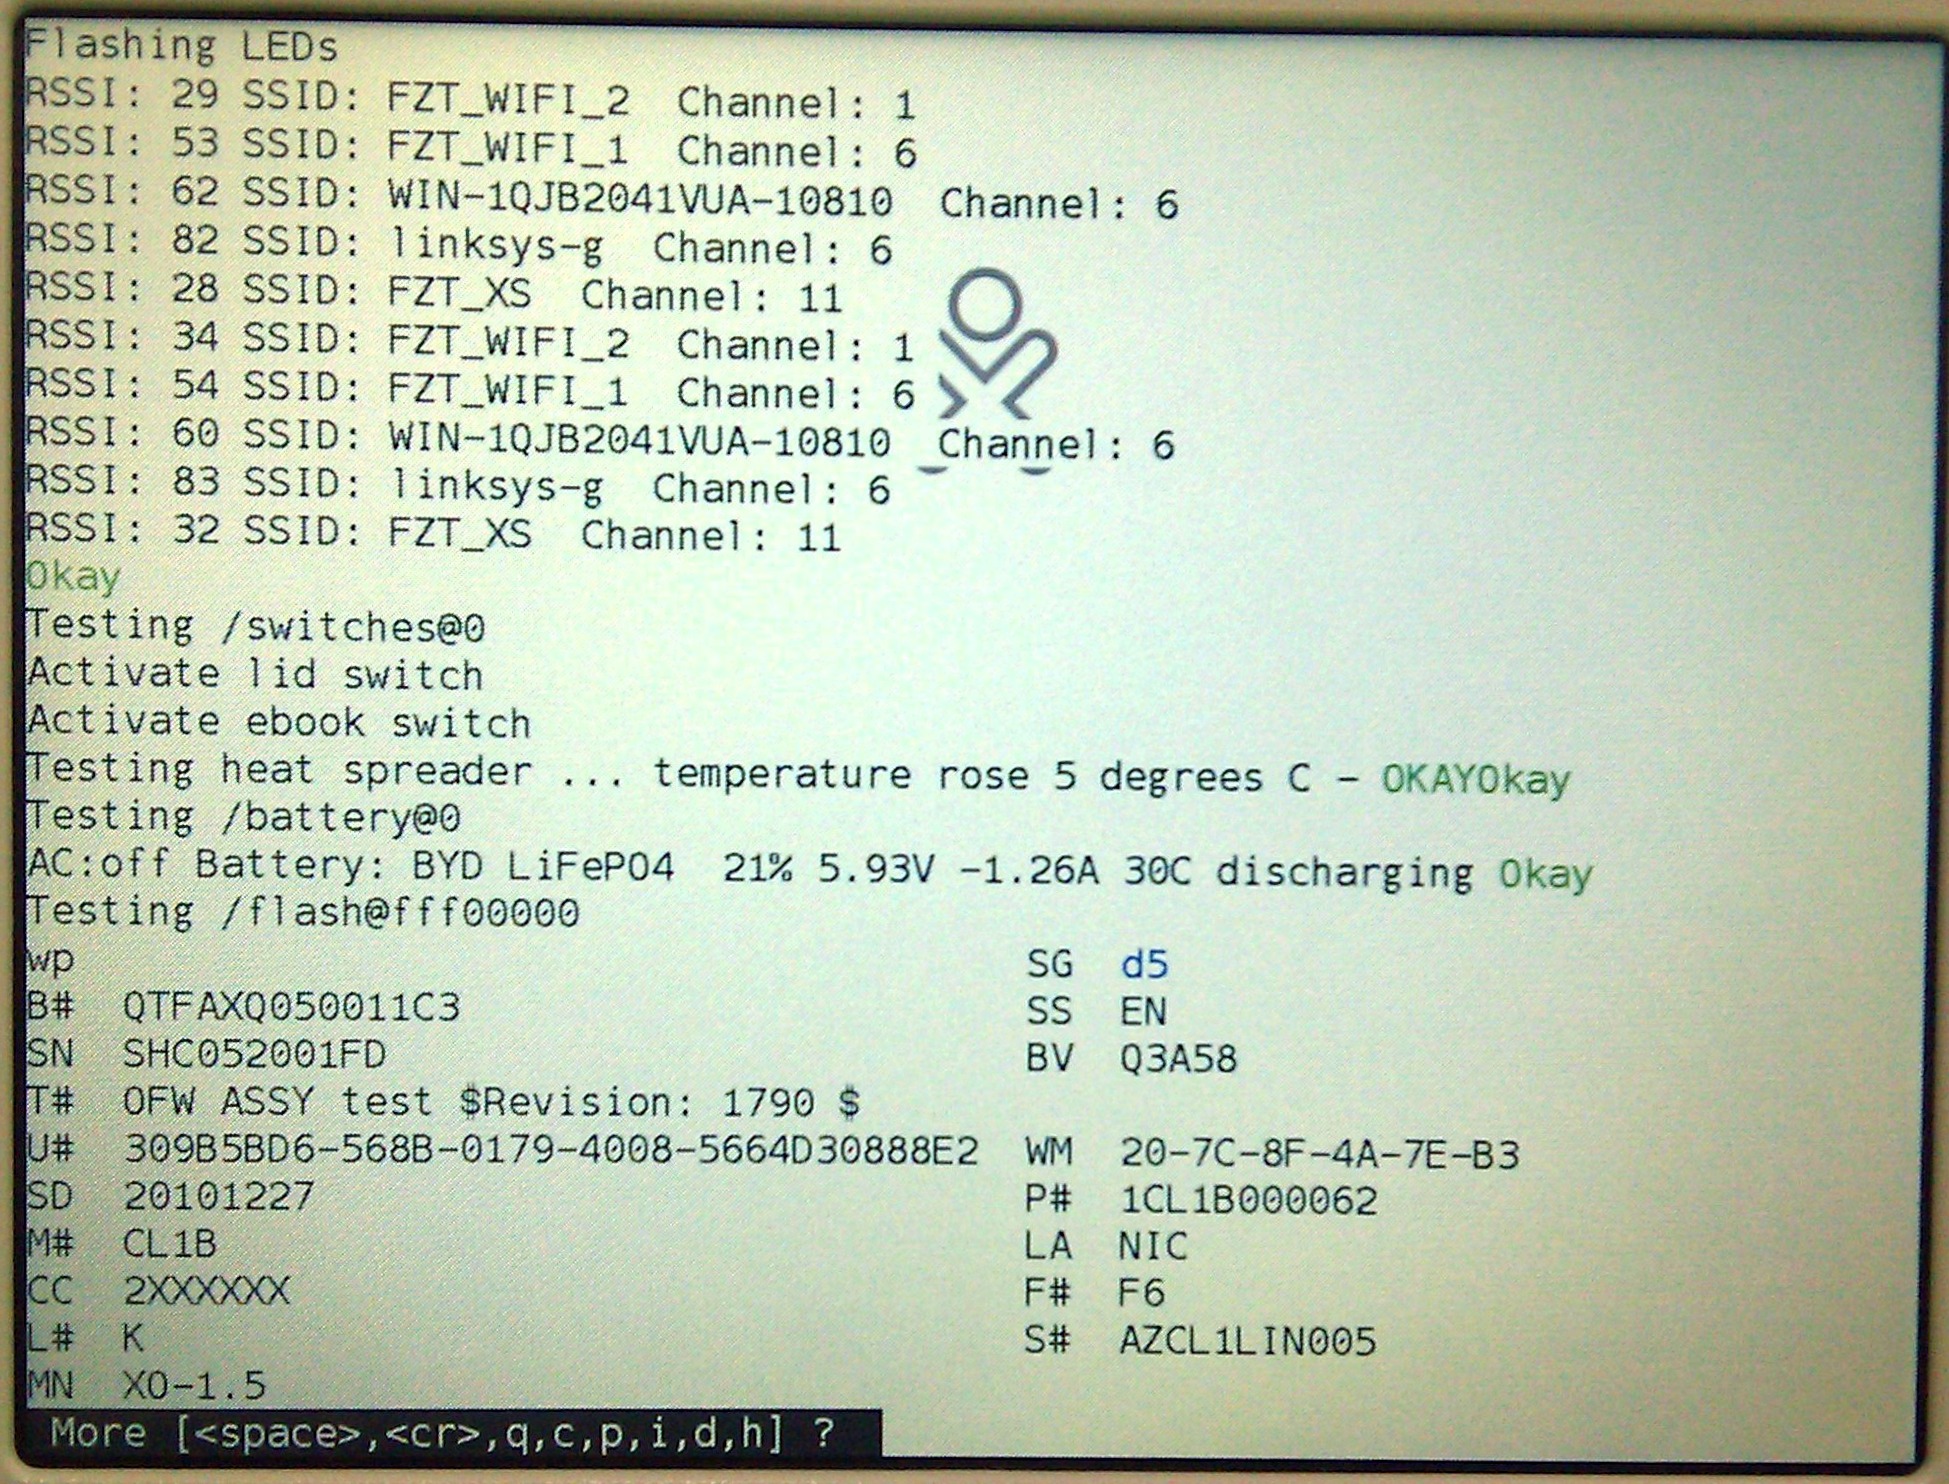 Flashing LEDs
RSSI: 29 SSID: FZT_WIFI_2  Channel: 1
RSSI: 53 SSID: FZT_WIFI_1  Channel: 6
RSSI: 62 SSID: WIN-1QJB2041VUA-10810  Channel: 6
RSSI: 82 SSID: linksys-g  Channel: 6
RSSI: 28 SSID: FZT_XS  Channel: 11
RSSI: 34 SSID: FZT_WIFI_2  Channel: 1
RSSI: 54 SSID: FZT_WIFI_1  Channel: 6
RSSI: 60 SSID: WIN-1QJB2041VUA-10810  Channel: 6
RSSI: 83 SSID: linksys-g  Channel: 6
RSSI: 32 SSID: FZT_XS  Channel: 11
Okay
Testing /switches@0
Activate lid switch
Activate ebook switch
Testing heat spreader ... temperature rose 5 degrees C - OKAYOkay
Testing /battery@0
AC:off Battery: BYD LiFePO4  21% 5.93V -1.26A 30C discharging Okay
Testing /flash@fff00000
wp  SG  d5
B#  QTFAXQ050011C3  SS  EN
SN  SHC052001FD  BV  Q3A58
T#  OFW ASSY test $Revision: 1790 $
U#  309B5BD6-568B-0179-4008-5664D30888E2  WM  20-7C-8F-4A-7E-B3
SD  20101227  P#  1CL1B000062
M#  CL1B  LA  NIC
CC  2XXXXXX  F#  F6
L#  K  S#  AZCL1LIN005
MN  XO-1.5
More [<space>,<cr>,q,c,p,i,d,h] ?